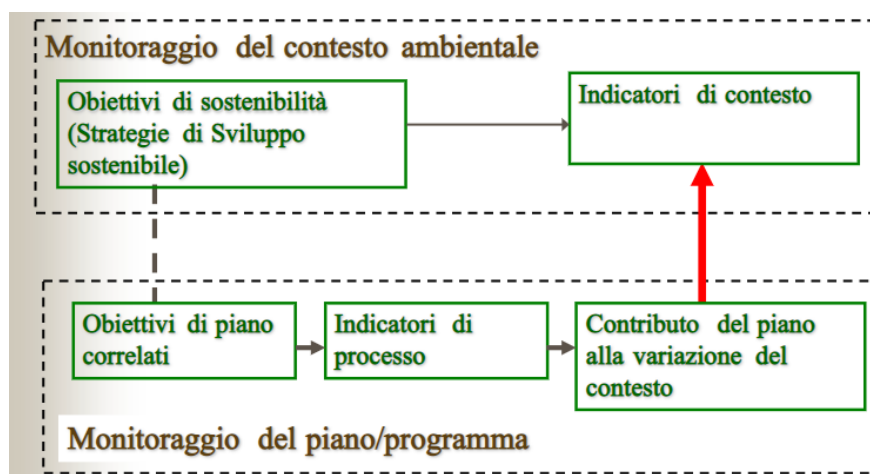 Monitoraggio del contesto ambientale
Obiettivi di sostenibilità
(Strategie di Sviluppo
sostenibile)
Indicatori di contesto
Obiettivi di piano
correlati
Indicatori di
processo
Contributo del piano
alla variazione del
contesto
Monitoraggio del piano/programma